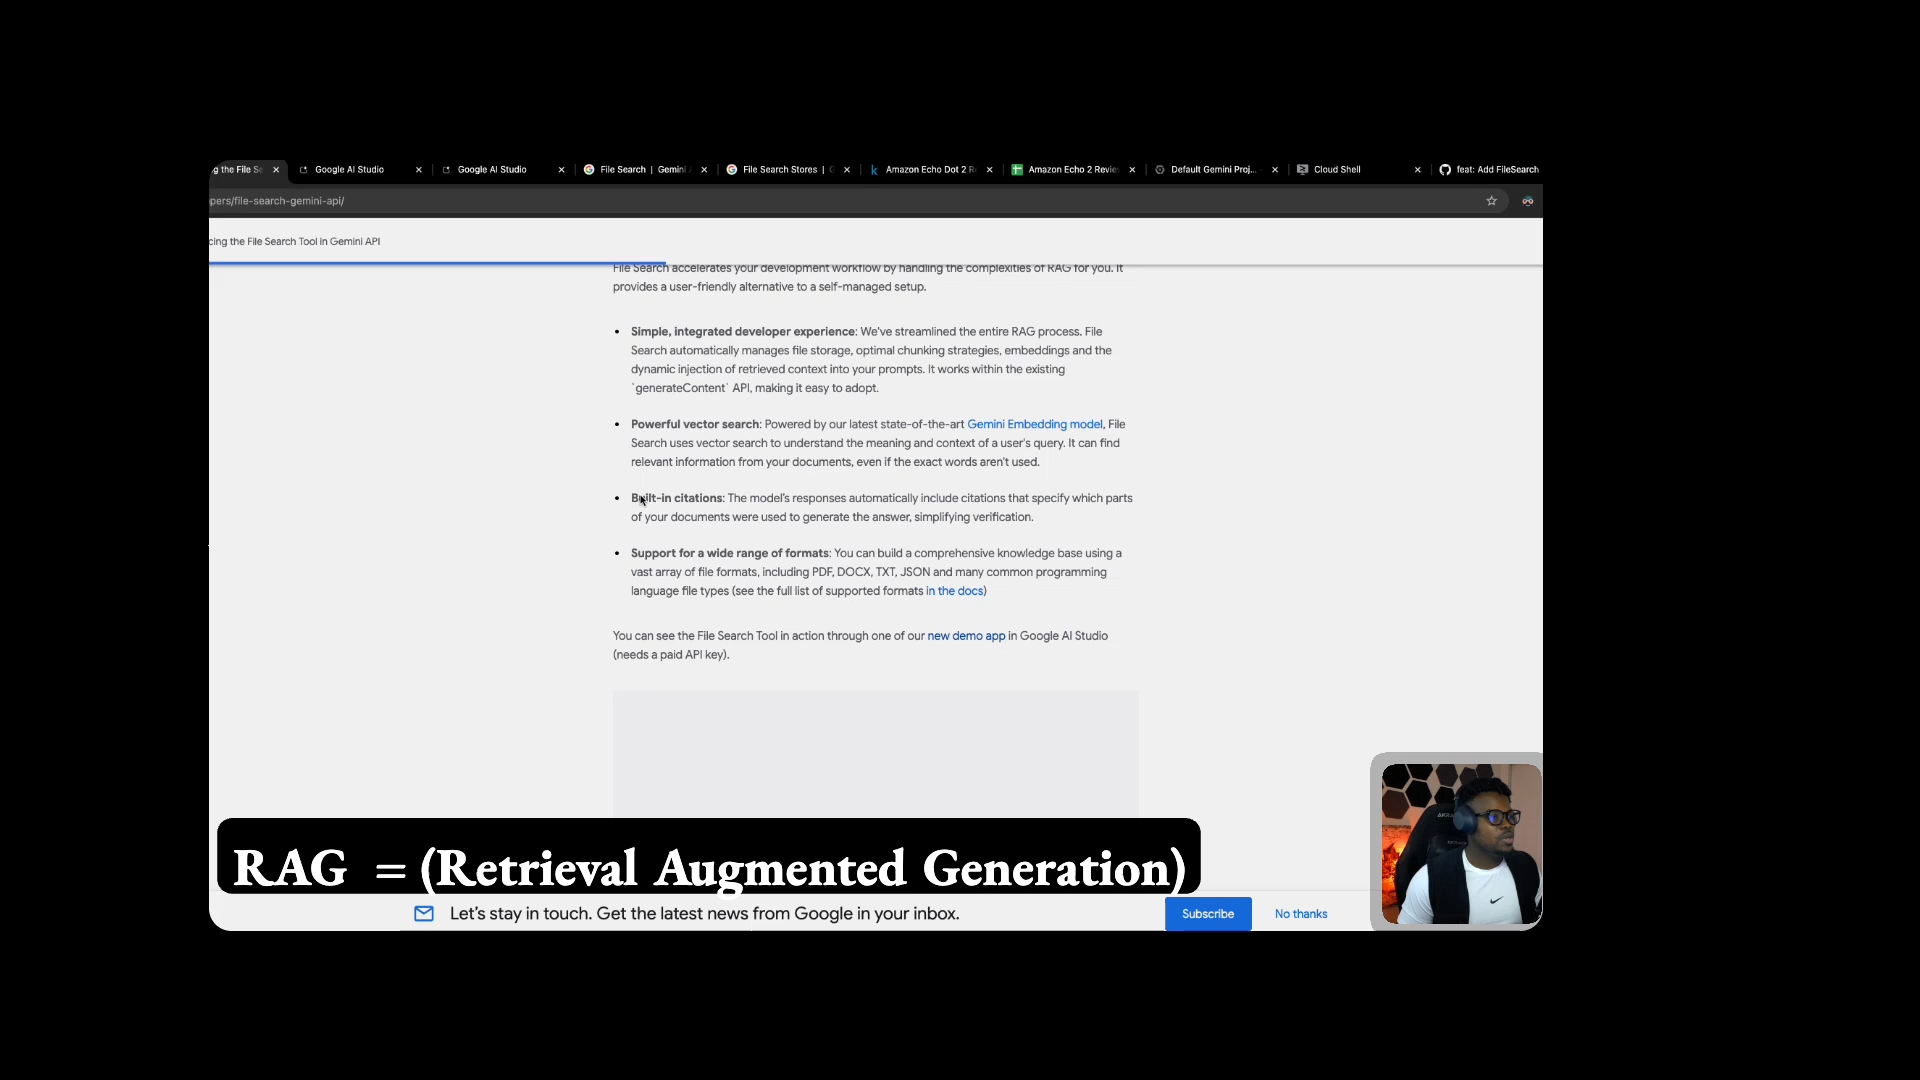 g the File Se
Google AI Studio
Google AI Studio
File Search | Gemini
File Search Stores |
Amazon Echo Dot 2 R
Amazon Echo 2 Revie
Default Gemini Proj...
Cloud Shell
feat: Add FileSearch
pers/file-search-gemini-api/
cing the File Search Tool in Gemini API
File Search accelerates your development workflow by handling the complexities of RAG for you. It
provides a user-friendly alternative to a self-managed setup.
• Simple, integrated developer experience: We've streamlined the entire RAG process. File
Search automatically manages file storage, optimal chunking strategies, embeddings and the
dynamic injection of retrieved context into your prompts. It works within the existing
`generateContent` API, making it easy to adopt.
• Powerful vector search: Powered by our latest state-of-the-art Gemini Embedding model, File
Search uses vector search to understand the meaning and context of a user's query. It can find
relevant information from your documents, even if the exact words aren't used.
• Built-in citations: The model's responses automatically include citations that specify which parts
of your documents were used to generate the answer, simplifying verification.
• Support for a wide range of formats: You can build a comprehensive knowledge base using a
vast array of file formats, including PDF, DOCX, TXT, JSON and many common programming
language file types (see the full list of supported formats in the docs)
You can see the File Search Tool in action through one of our new demo app in Google AI Studio
(needs a paid API key).
RAG = (Retrieval Augmented Generation)
Let's stay in touch. Get the latest news from Google in your inbox.
Subscribe
No thanks